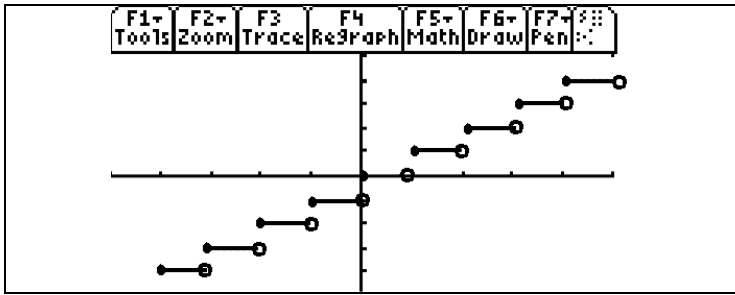 F1▾ F2▾ F3 F4 F5▾ F6▾ F7▾
Tools Zoom Trace ReGraph Math Draw Pen